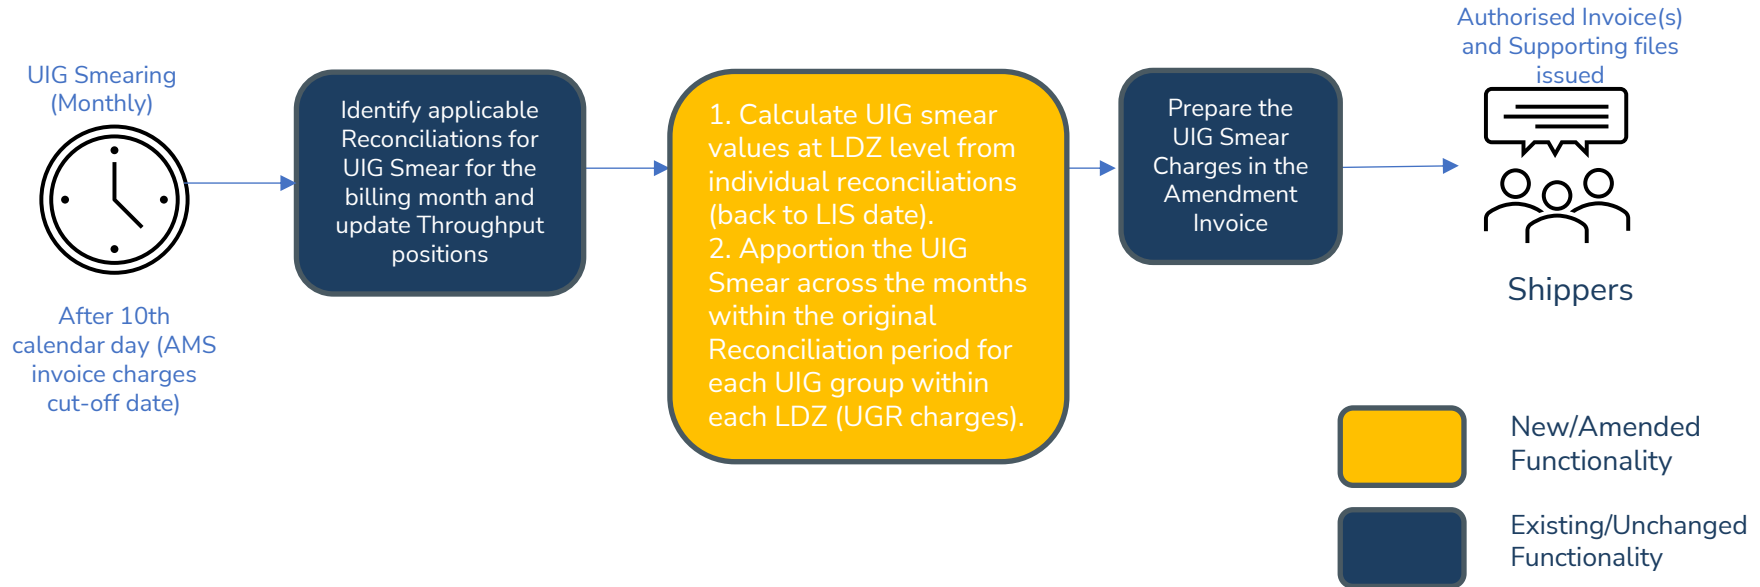 UIG Smearing
(Monthly)
After 10th
calendar day (AMS
invoice charges
cut-off date)
Identify applicable
Reconciliations for
UIG Smear for the
billing month and
update Throughput
positions
1. Calculate UIG smear
values at LDZ level from
individual reconciliations
(back to LIS date).
2. Apportion the UIG
Smear across the months
within the original
Reconciliation period for
each UIG group within
each LDZ (UGR charges).
Prepare the
UIG Smear
Charges in the
Amendment
Invoice
Authorised Invoice(s)
and Supporting files
issued
Shippers
New/Amended
Functionality
Existing/Unchanged
Functionality